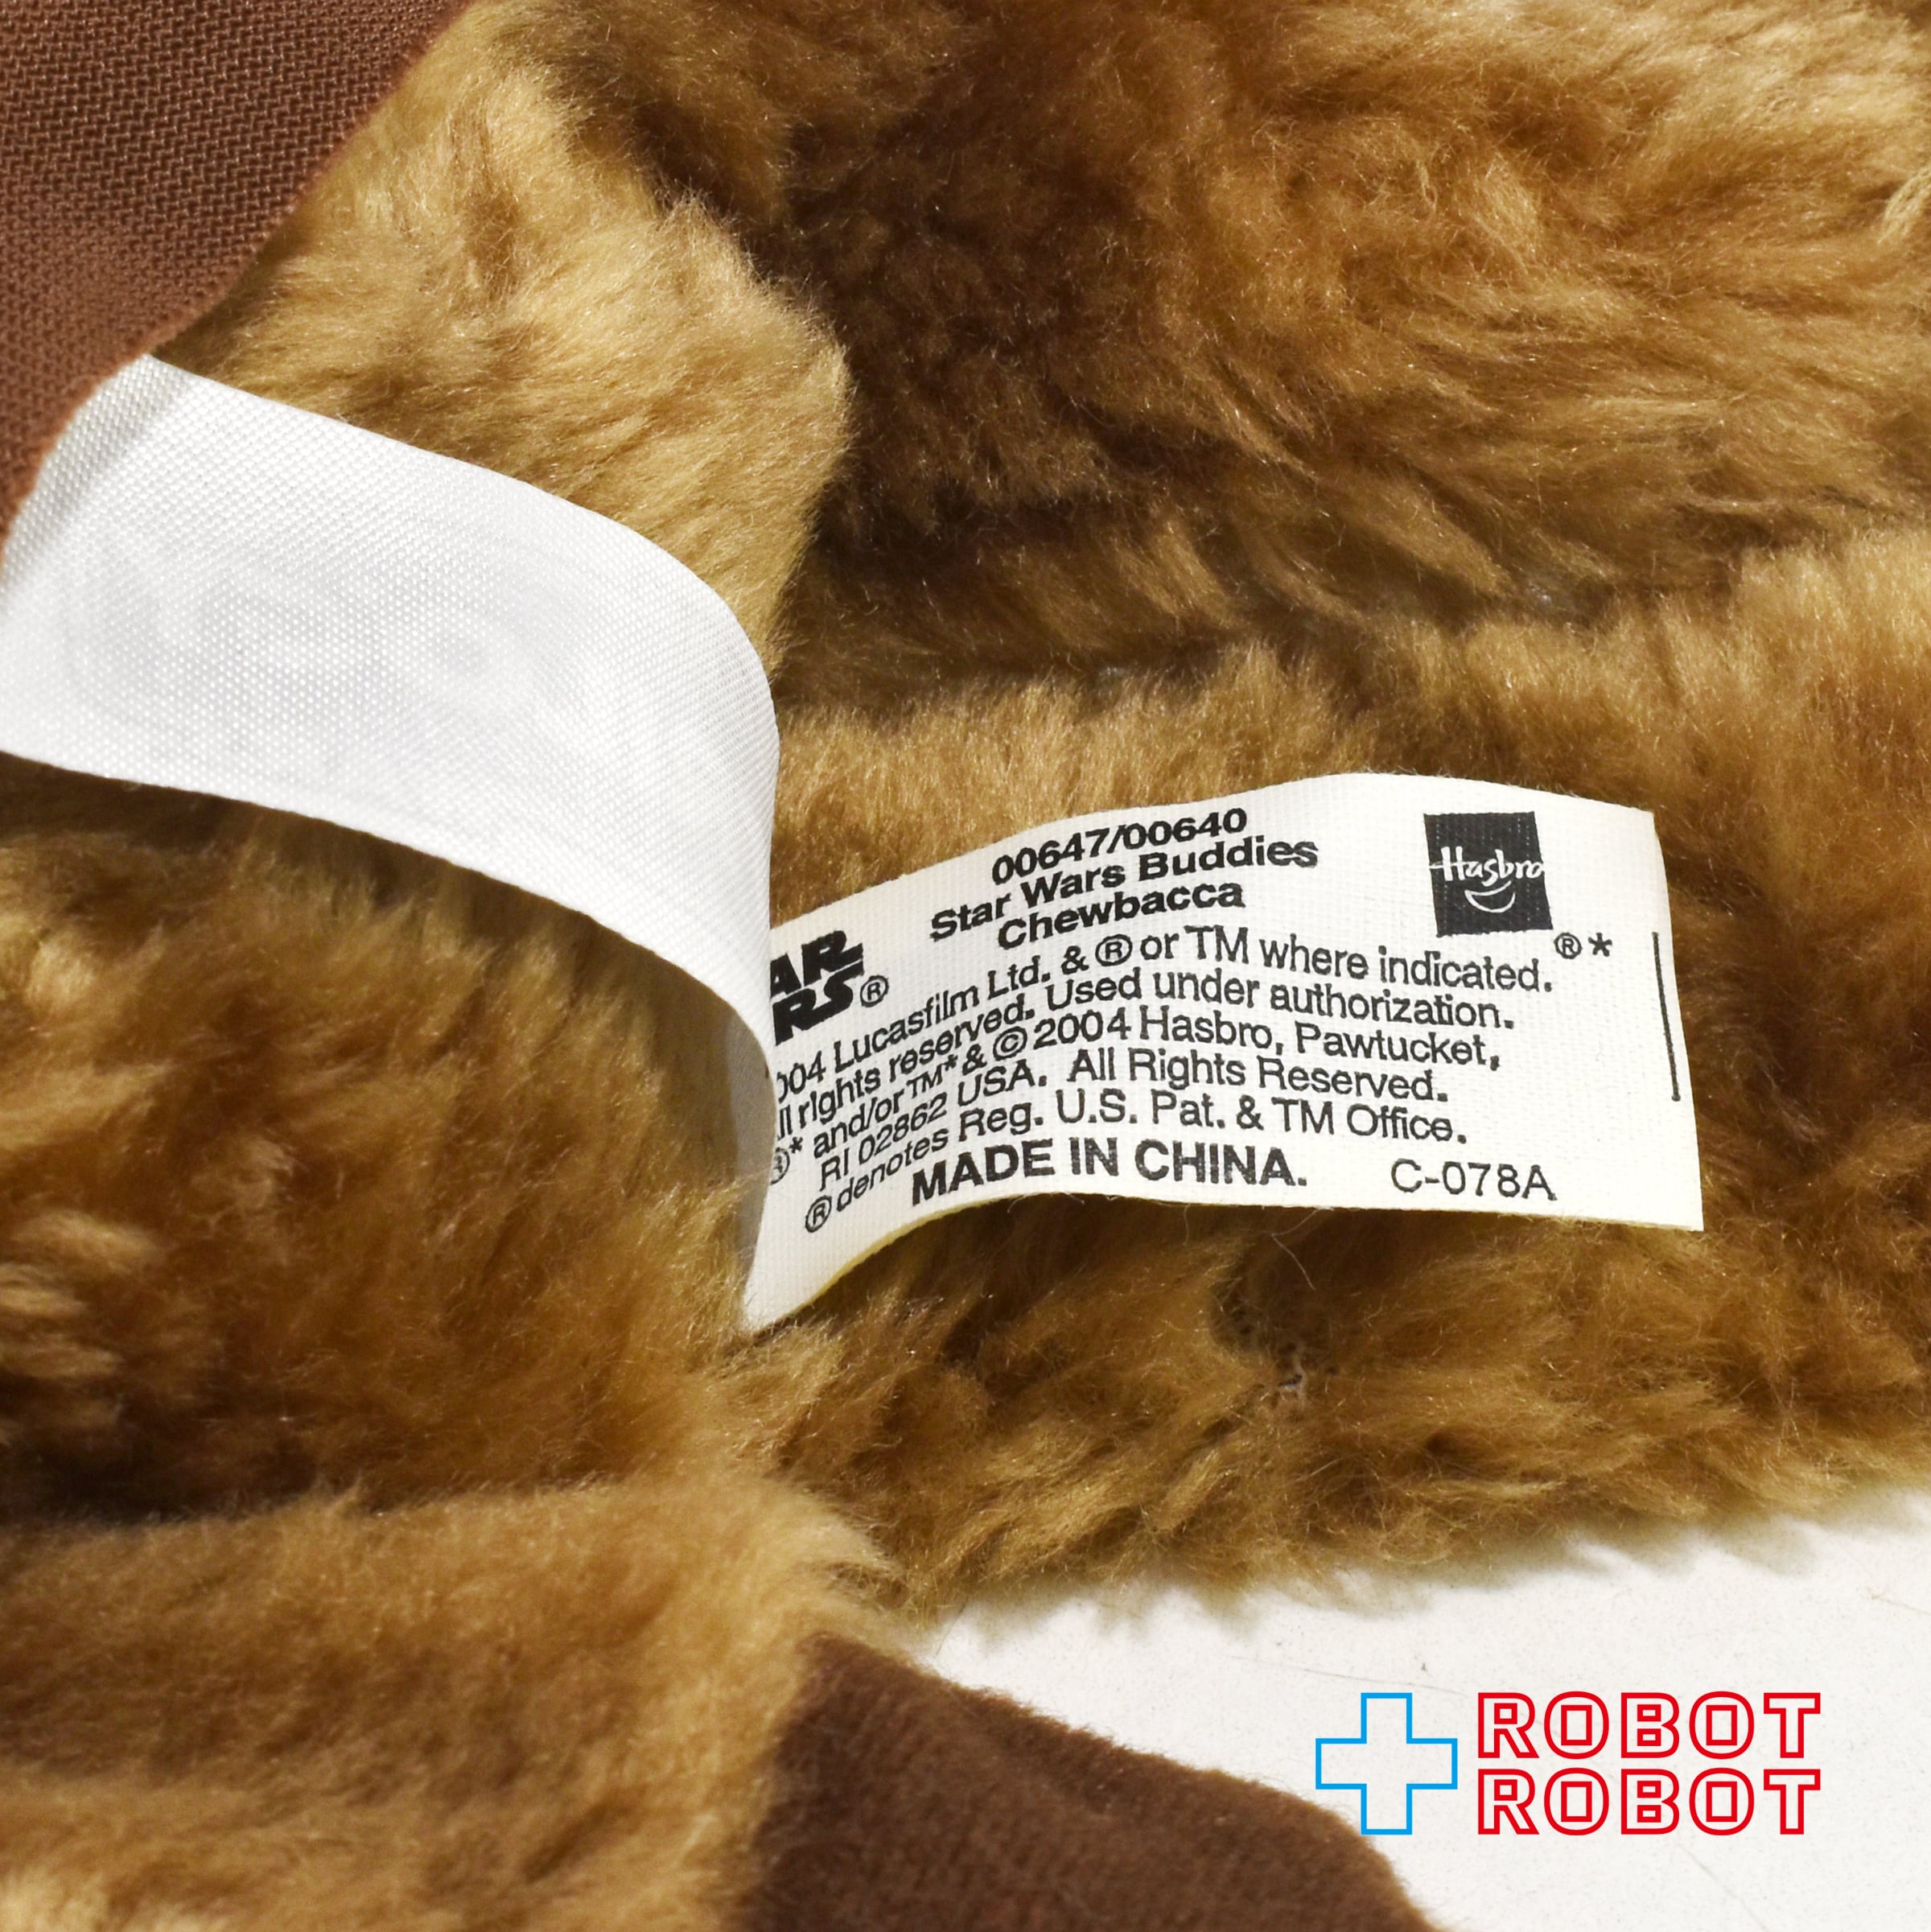 00647/00640
Star Wars Buddies
Chewbacca
Hasbro
®*
AR
RS®
004 Lucasfilm Ltd. & ® or TM where indicated.
ll rights reserved. Used under authorization.
®* and/or TM* & © 2004 Hasbro, Pawtucket,
RI 02862 USA. All Rights Reserved.
® denotes Reg. U.S. Pat. & TM Office.
MADE IN CHINA. C-078A
ROBOT
ROBOT